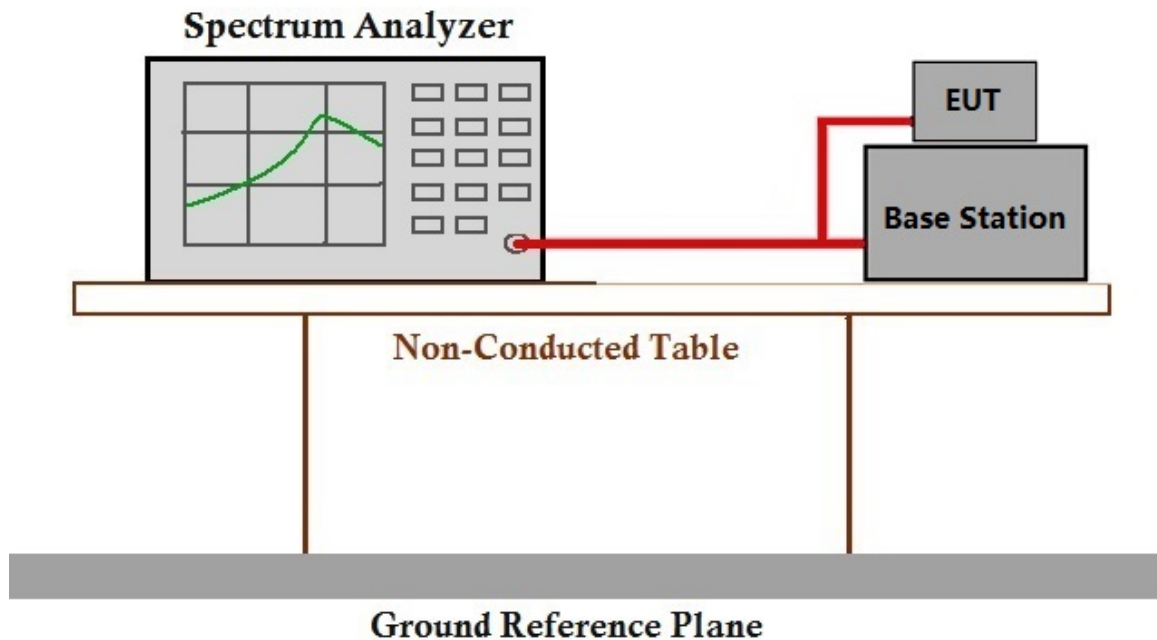 Spectrum Analyzer
EUT
Base Station
Non-Conducted Table
Ground Reference Plane